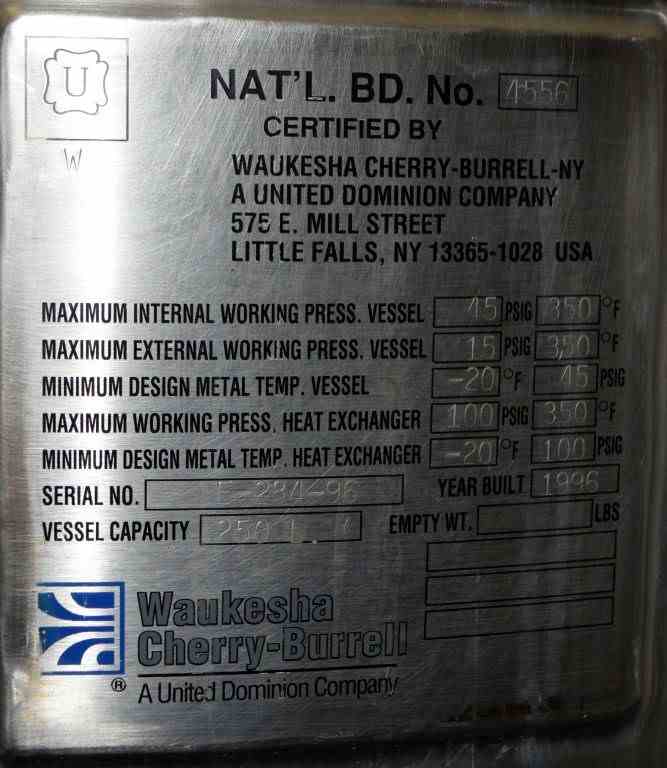 U
W
NAT'L. BD. No. 4556
CERTIFIED BY
WAUKESHA CHERRY-BURRELL-NY
A UNITED DOMINION COMPANY
575 E. MILL STREET
LITTLE FALLS, NY 13365-1028 USA
MAXIMUM INTERNAL WORKING PRESS. VESSEL PSIG 350 °F
MAXIMUM EXTERNAL WORKING PRESS. VESSEL 15 PSIG 350 °F
MINIMUM DESIGN METAL TEMP. VESSEL -20 °F PSIG
MAXIMUM WORKING PRESS. HEAT EXCHANGER 100 PSIG 350 °F
MINIMUM DESIGN METAL TEMP. HEAT EXCHANGER -20 °F 100 PSIG
SERIAL NO. YEAR BUILT 1996
VESSEL CAPACITY 250 EMPTY WT. LBS
Waukesha
Cherry-Burrell
® A United Dominion Company